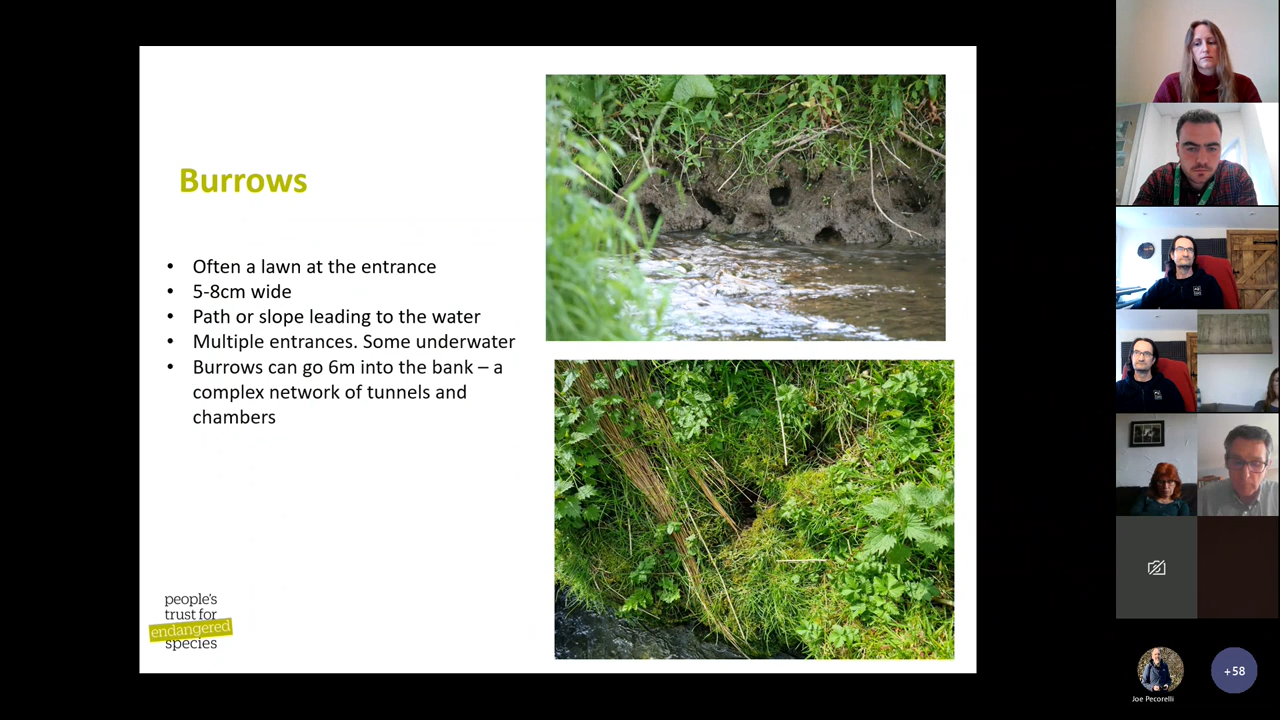 Burrows
• Often a lawn at the entrance
• 5-8cm wide
• Path or slope leading to the water
• Multiple entrances. Some underwater
• Burrows can go 6m into the bank – a
complex network of tunnels and
chambers
people's
trust for
endangered
species
Joe Pecorelli
+58